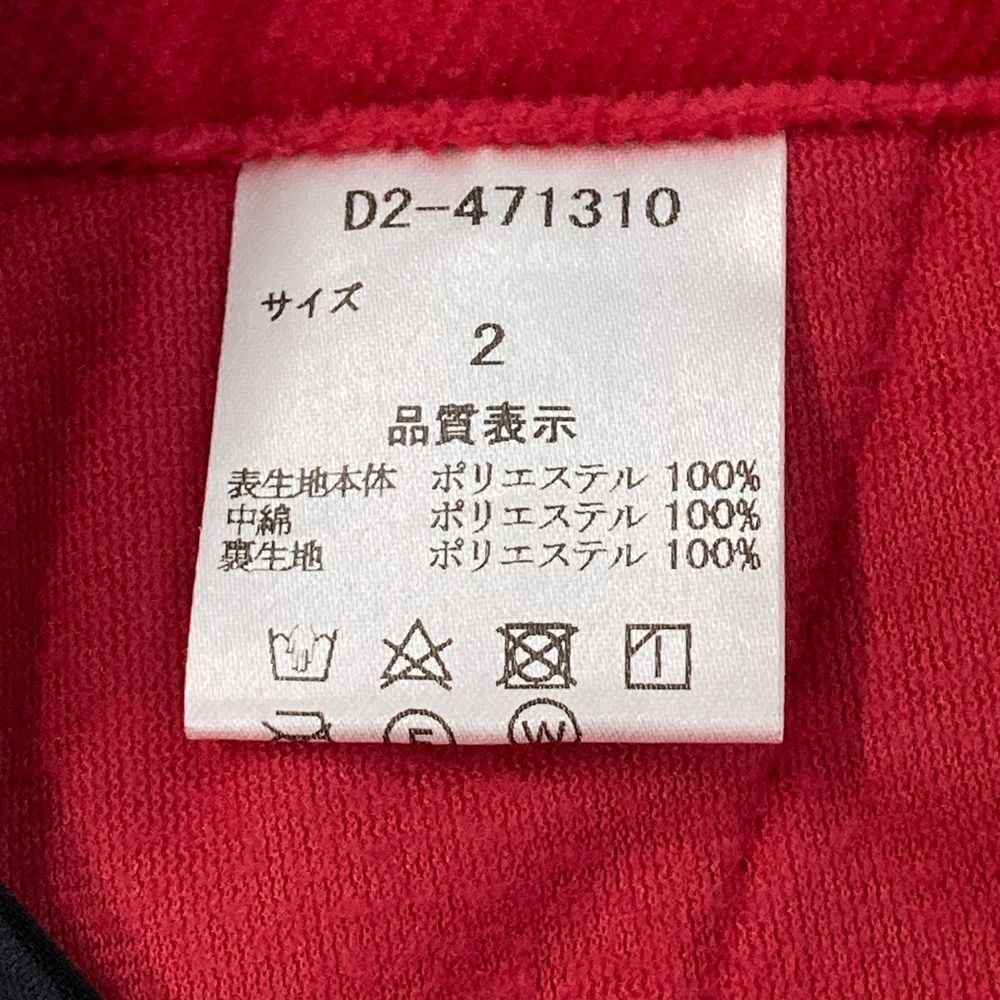 D2-471310
サイズ
2
品質表示
表生地本体 ポリエステル 100%
中綿 ポリエステル 100%
裏生地 ポリエステル 100%
F W